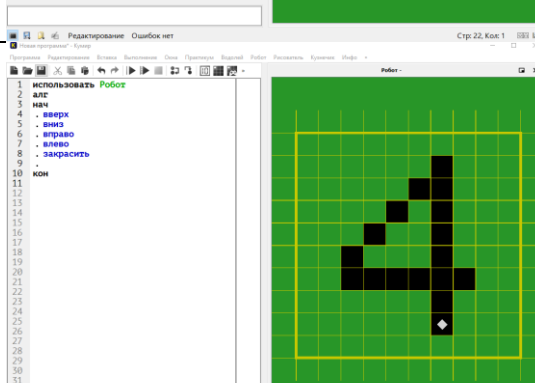 Редактирование Ошибок нет
Стр: 22, Кол: 1
Новая программа* - Кумир
Программа Редактирование Вставка Выполнение Окна Практикум Водолей Робот Рисователь Кузнечик Инфо
Робот -
1 использовать Робот
2 алг
3 нач
4 . вверх
5 . вниз
6 . вправо
7 . влево
8 . закрасить
9 .
10 кон
11
12
13
14
15
16
17
18
19
20
21
22
23
24
25
26
27
28
29
30
31